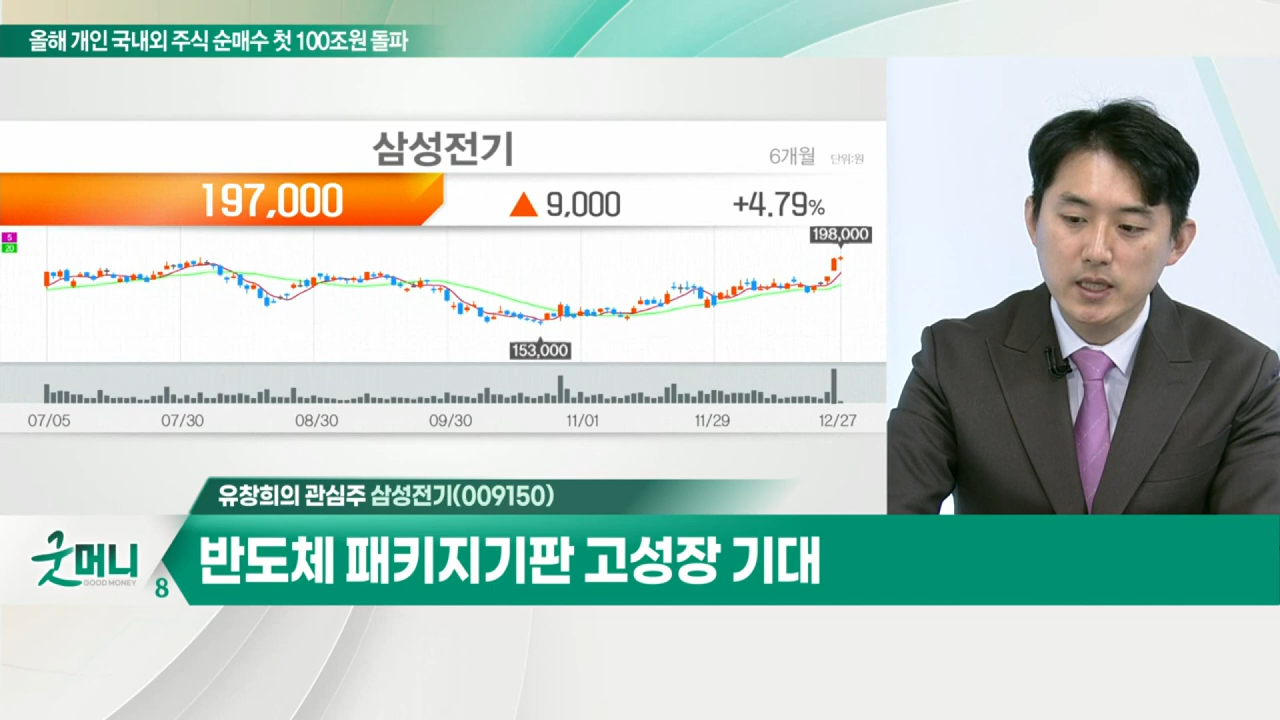 올해 개인 국내외 주식 순매수 첫 100조원 돌파
삼성전기
6개월 단위:원
197,000 ▲ 9,000 +4.79%
5
20
198,000
153,000
07/05 07/30 08/30 09/30 11/01 11/29 12/27
유창희의 관심주 삼성전기(009150)
굿머니
GOOD MONEY
8
반도체 패키지기판 고성장 기대